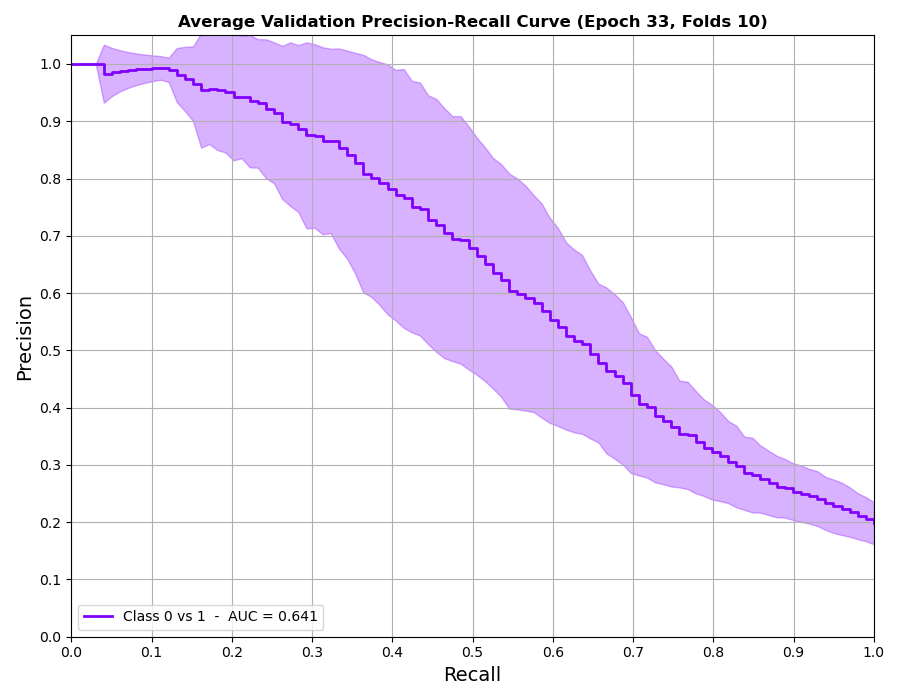 Average Validation Precision-Recall Curve (Epoch 33, Folds 10)
Precision
1.0
0.9
0.8
0.7
0.6
0.5
0.4
0.3
0.2
0.1
0.0
Class 0 vs 1 - AUC = 0.641
0.0 0.1 0.2 0.3 0.4 0.5 0.6 0.7 0.8 0.9 1.0
Recall